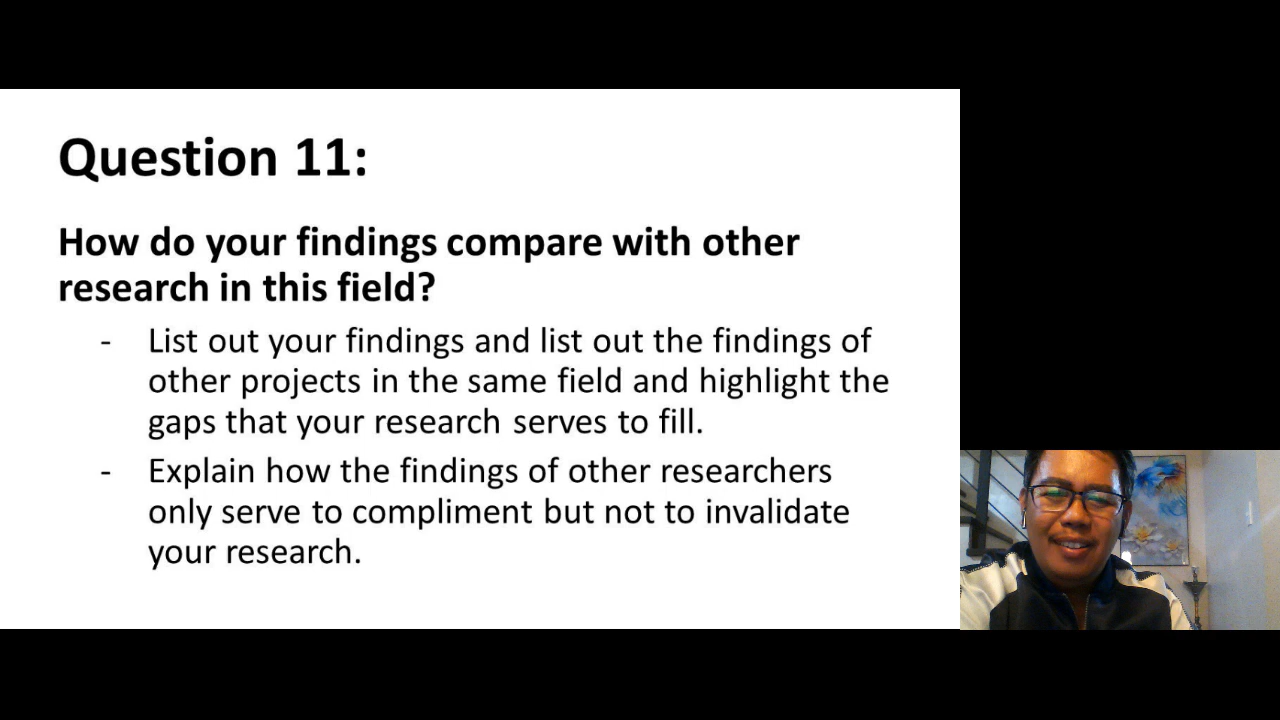 Question 11:
How do your findings compare with other
research in this field?
- List out your findings and list out the findings of
other projects in the same field and highlight the
gaps that your research serves to fill.
- Explain how the findings of other researchers
only serve to compliment but not to invalidate
your research.